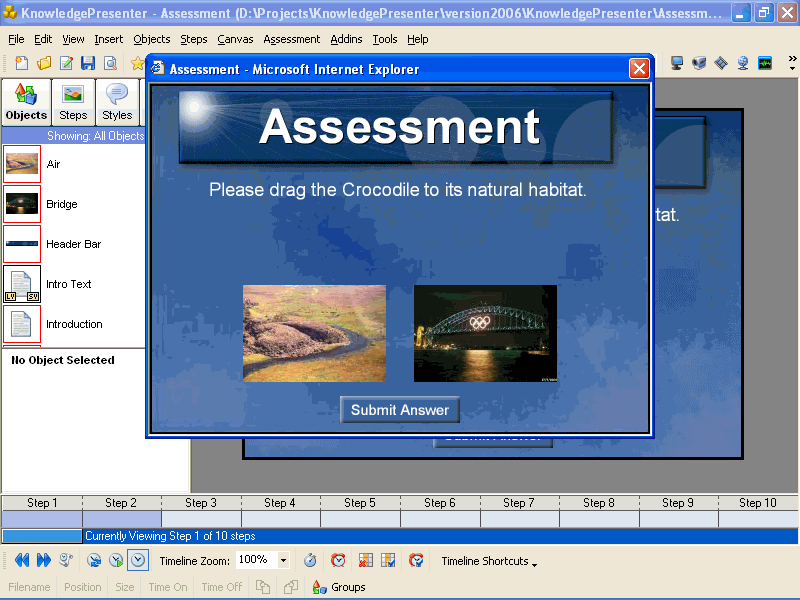 KnowledgePresenter - Assessment (D:\Projects\KnowledgePresenter\version2006\KnowledgePresenter\Assessm...
File Edit View Insert Objects Steps Canvas Assessment Addins Tools Help
Assessment - Microsoft Internet Explorer
Objects Steps Styles
Showing: All Objects
Air
Bridge
Header Bar
Intro Text
LV SV
Introduction
No Object Selected
Assessment
Please drag the Crocodile to its natural habitat.
tat.
Submit Answer
Submit Answer
Step 1 Step 2 Step 3 Step 4 Step 5 Step 6 Step 7 Step 8 Step 9 Step 10
Currently Viewing Step 1 of 10 steps
Timeline Zoom: 100% Timeline Shortcuts
Filename Position Size Time On Time Off Groups